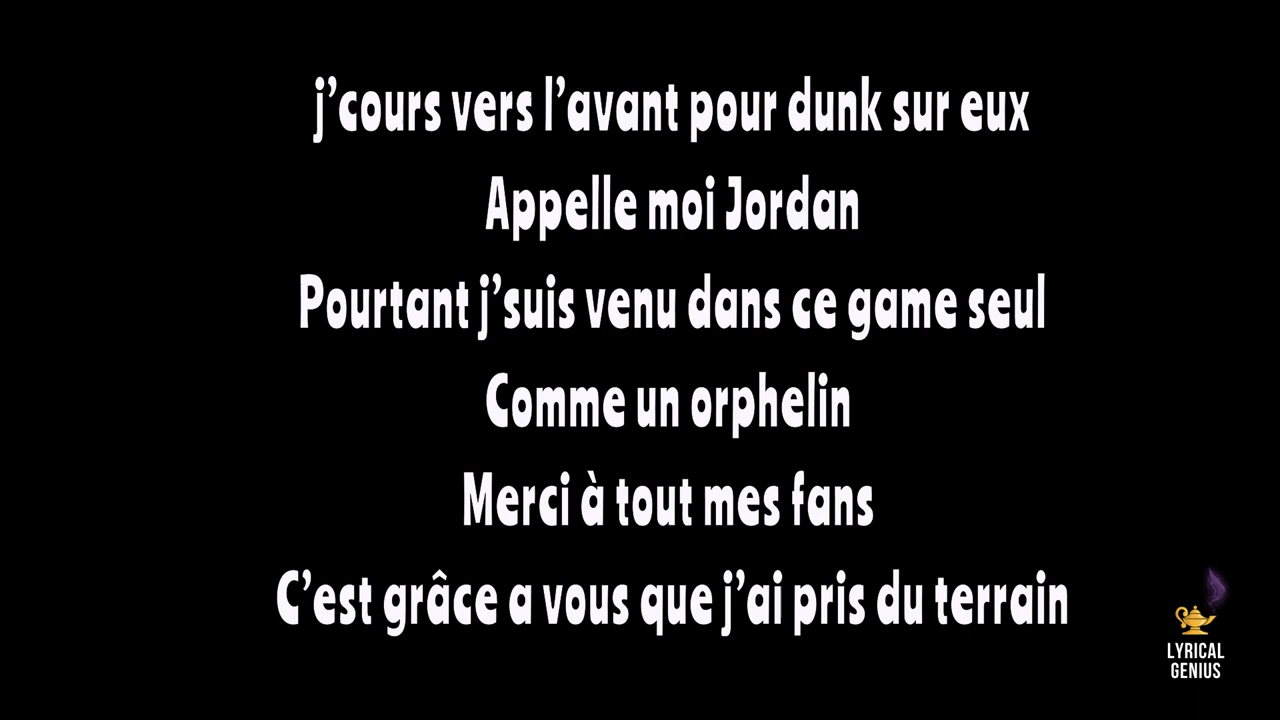 j’cours vers l’avant pour dunk sur eux
Appelle moi Jordan
Pourtant j’suis venu dans ce game seul
Comme un orphelin
Merci à tout mes fans
C’est grâce a vous que j’ai pris du terrain
LYRICAL
GENIUS